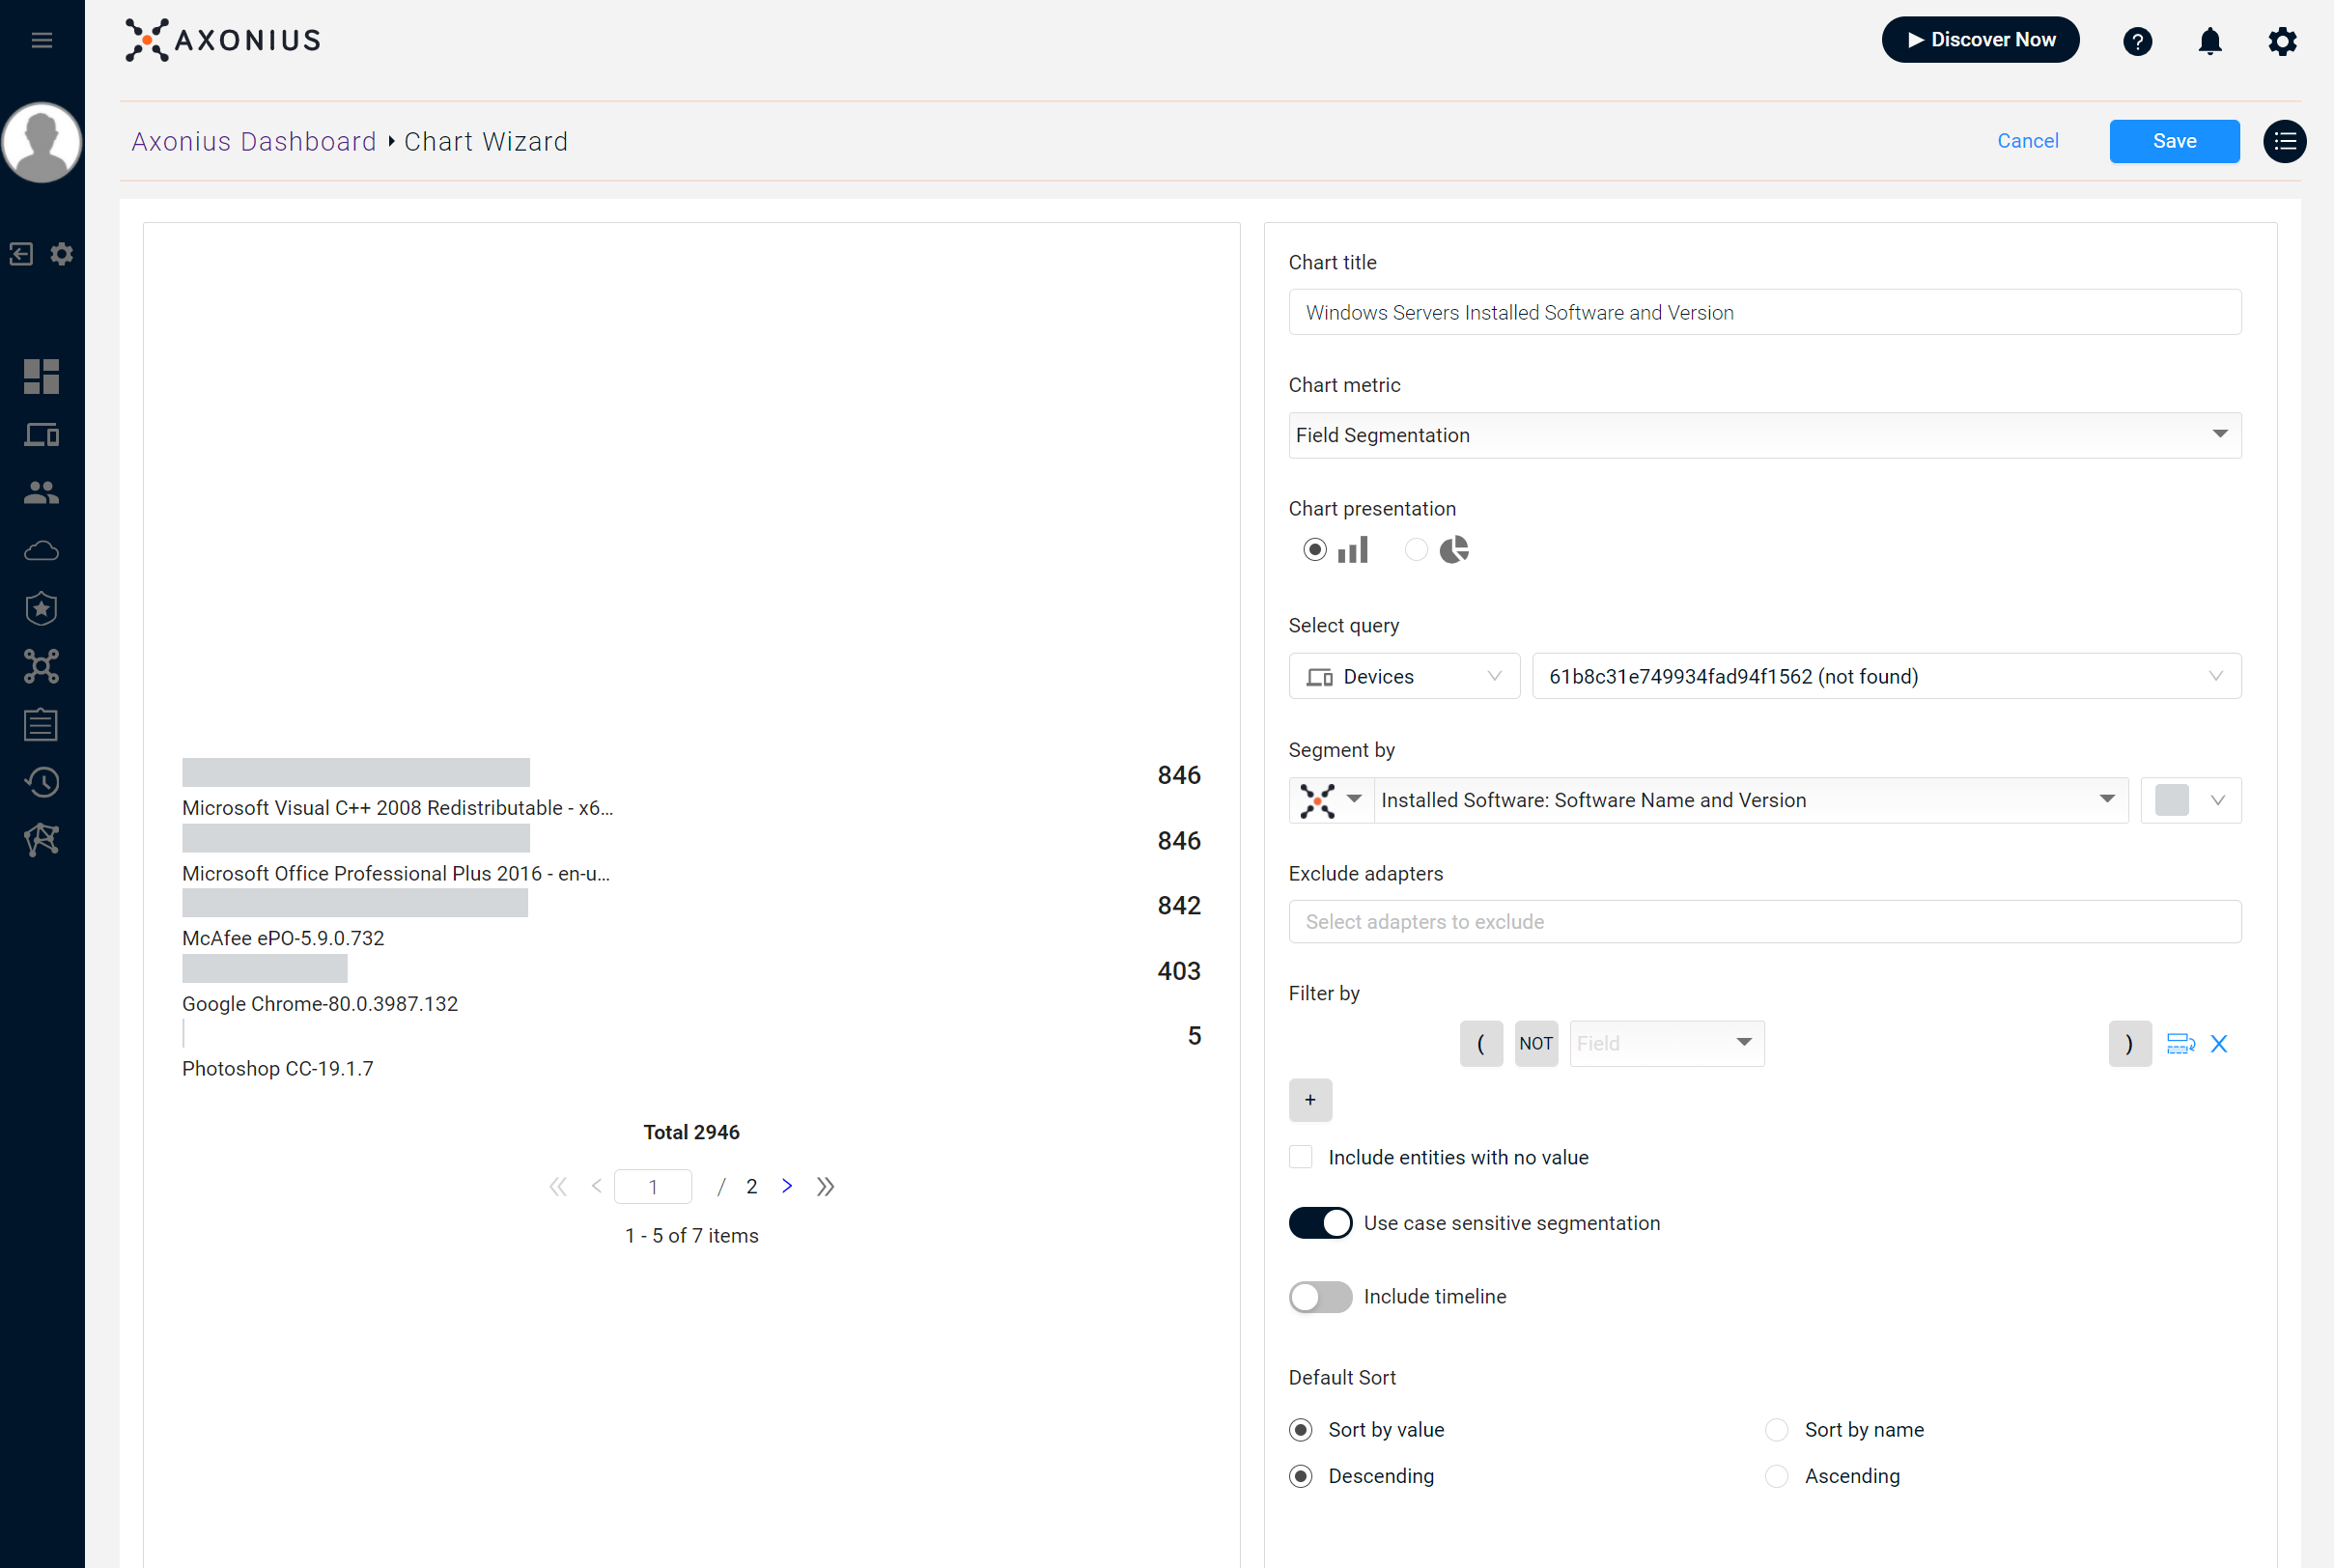 AXONIUS
Discover Now
?
Axonius Dashboard Chart Wizard
Cancel
Save
846
Microsoft Visual C++ 2008 Redistributable - x6...
846
Microsoft Office Professional Plus 2016 - en-u...
842
McAfee ePO-5.9.0.732
403
Google Chrome-80.0.3987.132
5
Photoshop CC-19.1.7
Total 2946
1 / 2
1 - 5 of 7 items
Chart title
Windows Servers Installed Software and Version
Chart metric
Field Segmentation
Chart presentation
Select query
Devices
61b8c31e749934fad94f1562 (not found)
Segment by
Installed Software: Software Name and Version
Exclude adapters
Select adapters to exclude
Filter by
( NOT Field )
+
Include entities with no value
Use case sensitive segmentation
Include timeline
Default Sort
Sort by value Sort by name
Descending Ascending